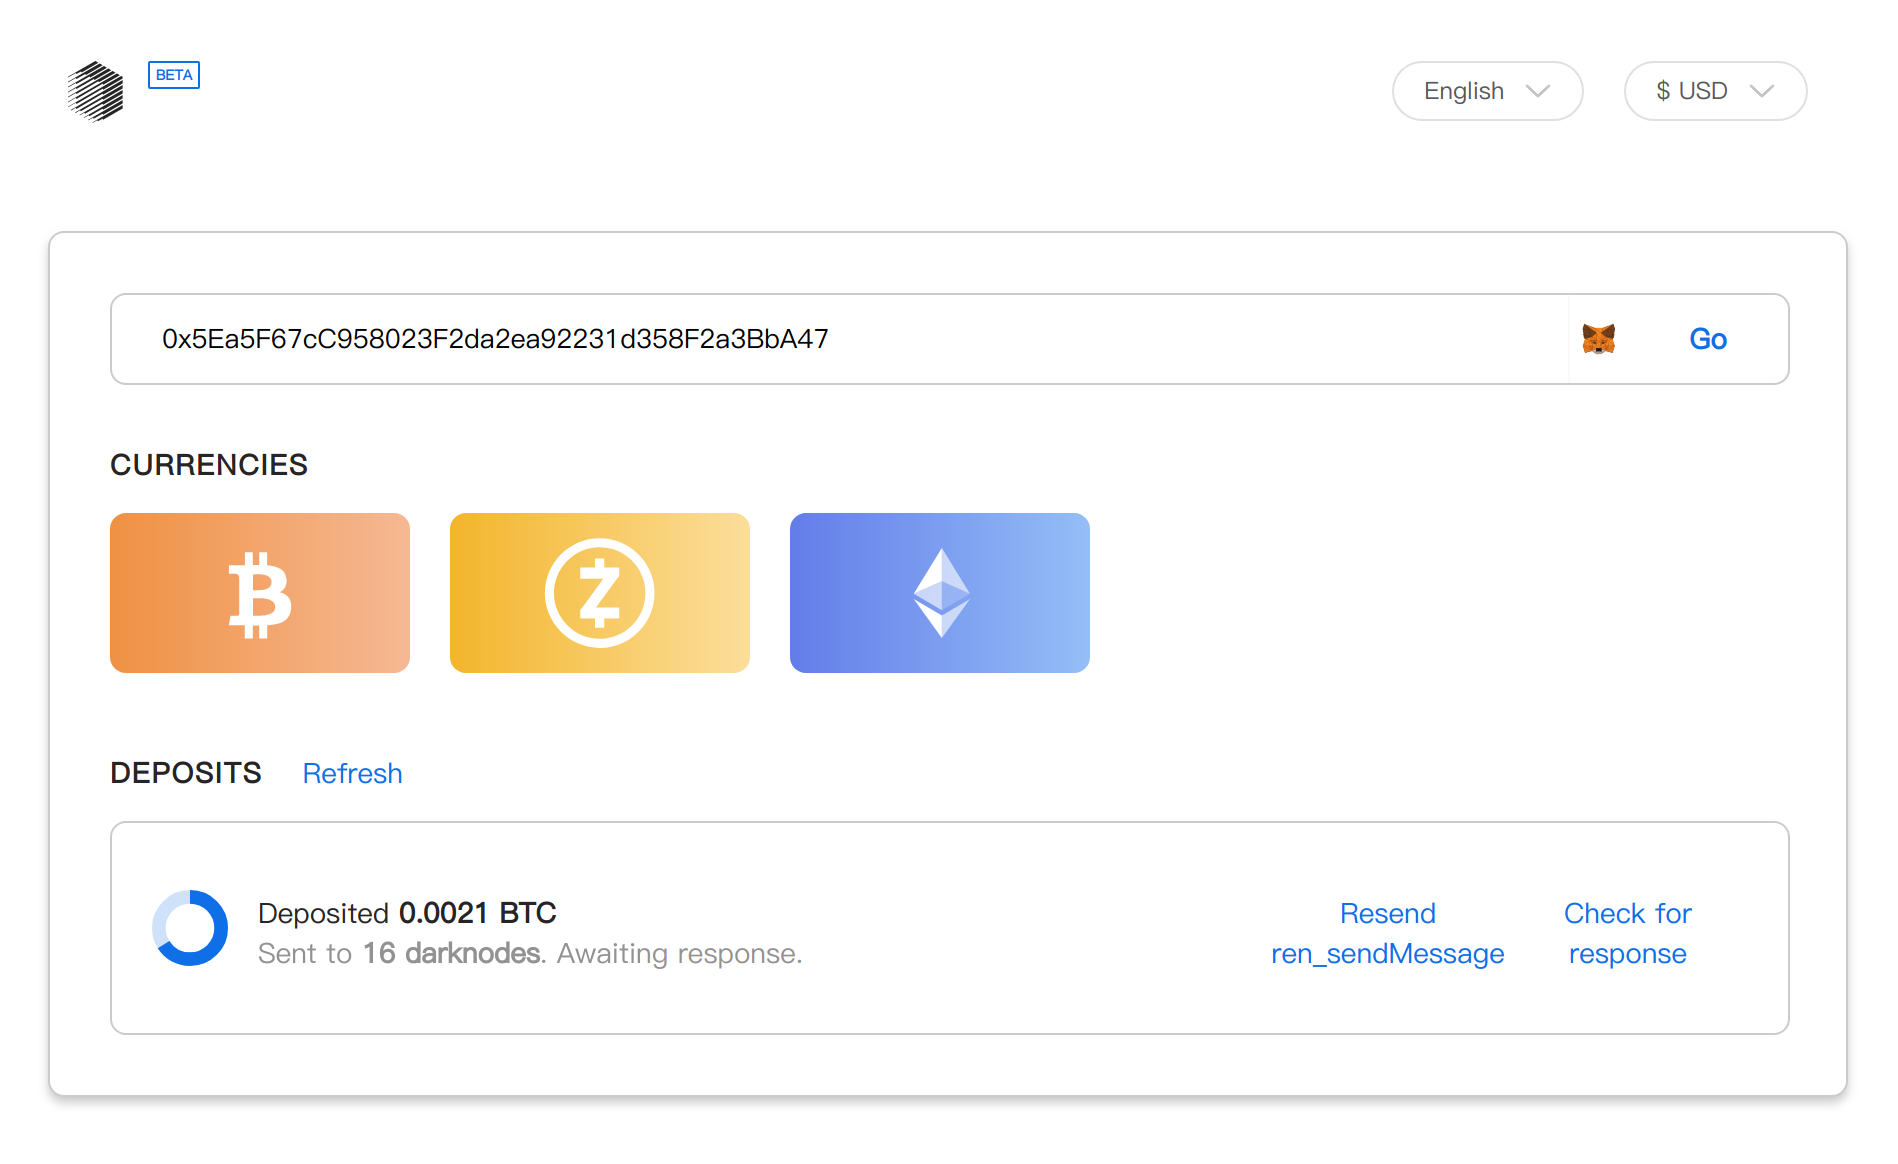 BETA
English
$ USD
0x5Ea5F67cC958023F2da2ea92231d358F2a3BbA47
Go
CURRENCIES
DEPOSITS Refresh
Deposited 0.0021 BTC
Sent to 16 darknodes. Awaiting response.
Resend
ren_sendMessage
Check for
response